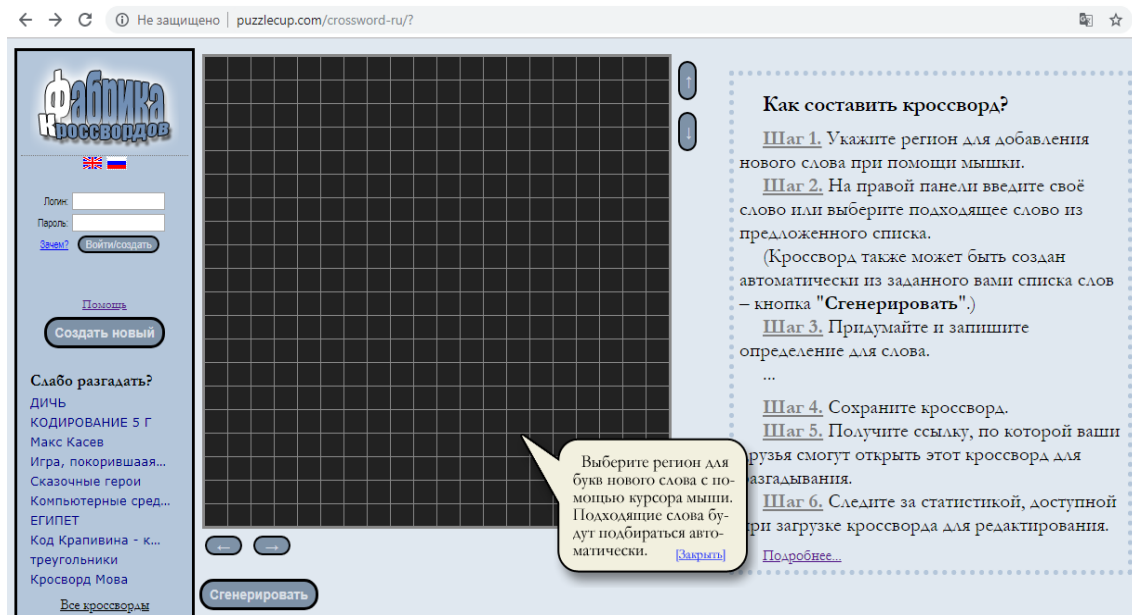 Не защищено | puzzlecup.com/crossword-ru/?
Фабрика
Кроссвордов
Логин:
Пароль:
Зачем? Войти/создать
Помощь
Создать новый
Слабо разгадать?
ДИЧЬ
КОДИРОВАНИЕ 5 Г
Макс Касев
Игра, покорившаая...
Сказочные герои
Компьютерные сред...
ЕГИПЕТ
Код Крапивина - к...
треугольники
Кросворд Мова
Все кроссворды
↑
↓
← →
Сгенерировать
Выберите регион для
букв нового слова с по-
мощью курсора мыши.
Подходящие слова бу-
дут подбираться авто-
матически. [Закрыть]
Как составить кроссворд?
Шаг 1. Укажите регион для добавления
нового слова при помощи мышки.
Шаг 2. На правой панели введите своё
слово или выберите подходящее слово из
предложенного списка.
(Кроссворд также может быть создан
автоматически из заданного вами списка слов
– кнопка "Сгенерировать".)
Шаг 3. Придумайте и запишите
определение для слова.
...
Шаг 4. Сохраните кроссворд.
Шаг 5. Получите ссылку, по которой ваши
друзья смогут открыть этот кроссворд для
разгадывания.
Шаг 6. Следите за статистикой, доступной
при загрузке кроссворда для редактирования.
Подробнее...